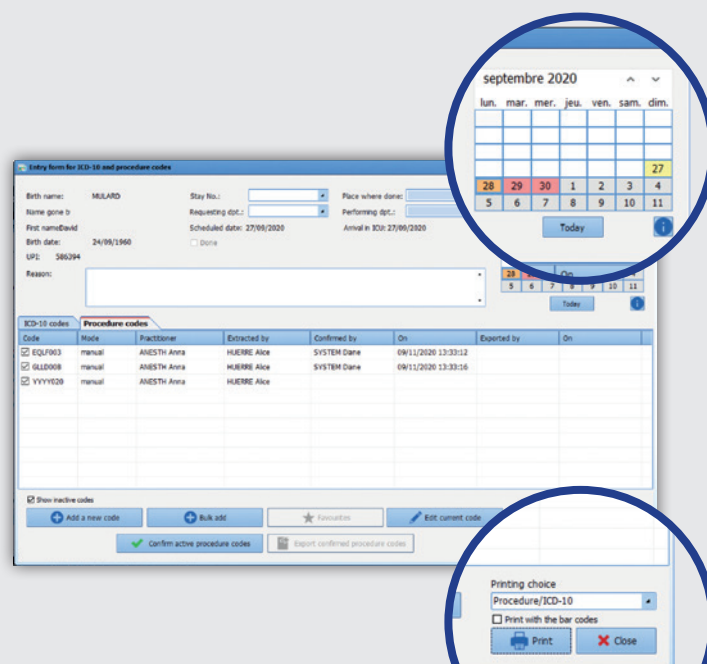 septembre 2020
lun. mar. mer. jeu. ven. sam. dim.
27
28 29 30 1 2 3 4
5 6 7 8 9 10 11
Today
Entry form for ICD-10 and procedure codes
Birth name: MULARD Stay No.: Place where done:
Name gone b Requesting dpt.: Performing dpt.:
First nameDavid Scheduled date: 27/09/2020 Arrival in ICU: 27/09/2020
Birth date: 24/09/1960 Done
UPI: 586394
Reason:
28 On
5 6 7 8 9 10 11
Today
ICD-10 codes Procedure codes
Code Mode Practitioner Extracted by Confirmed by On Exported by On
EQLF003 manual ANESTH Anna HUERRE Alice SYSTEM Dane 09/11/2020 13:33:12
GLLD008 manual ANESTH Anna HUERRE Alice SYSTEM Dane 09/11/2020 13:33:16
YYYY020 manual ANESTH Anna HUERRE Alice
Show inactive codes
Add a new code Bulk add Favourites Edit current code
Confirm active procedure codes Export confirmed procedure codes
Printing choice
Procedure/ICD-10
Print with the bar codes
Print Close